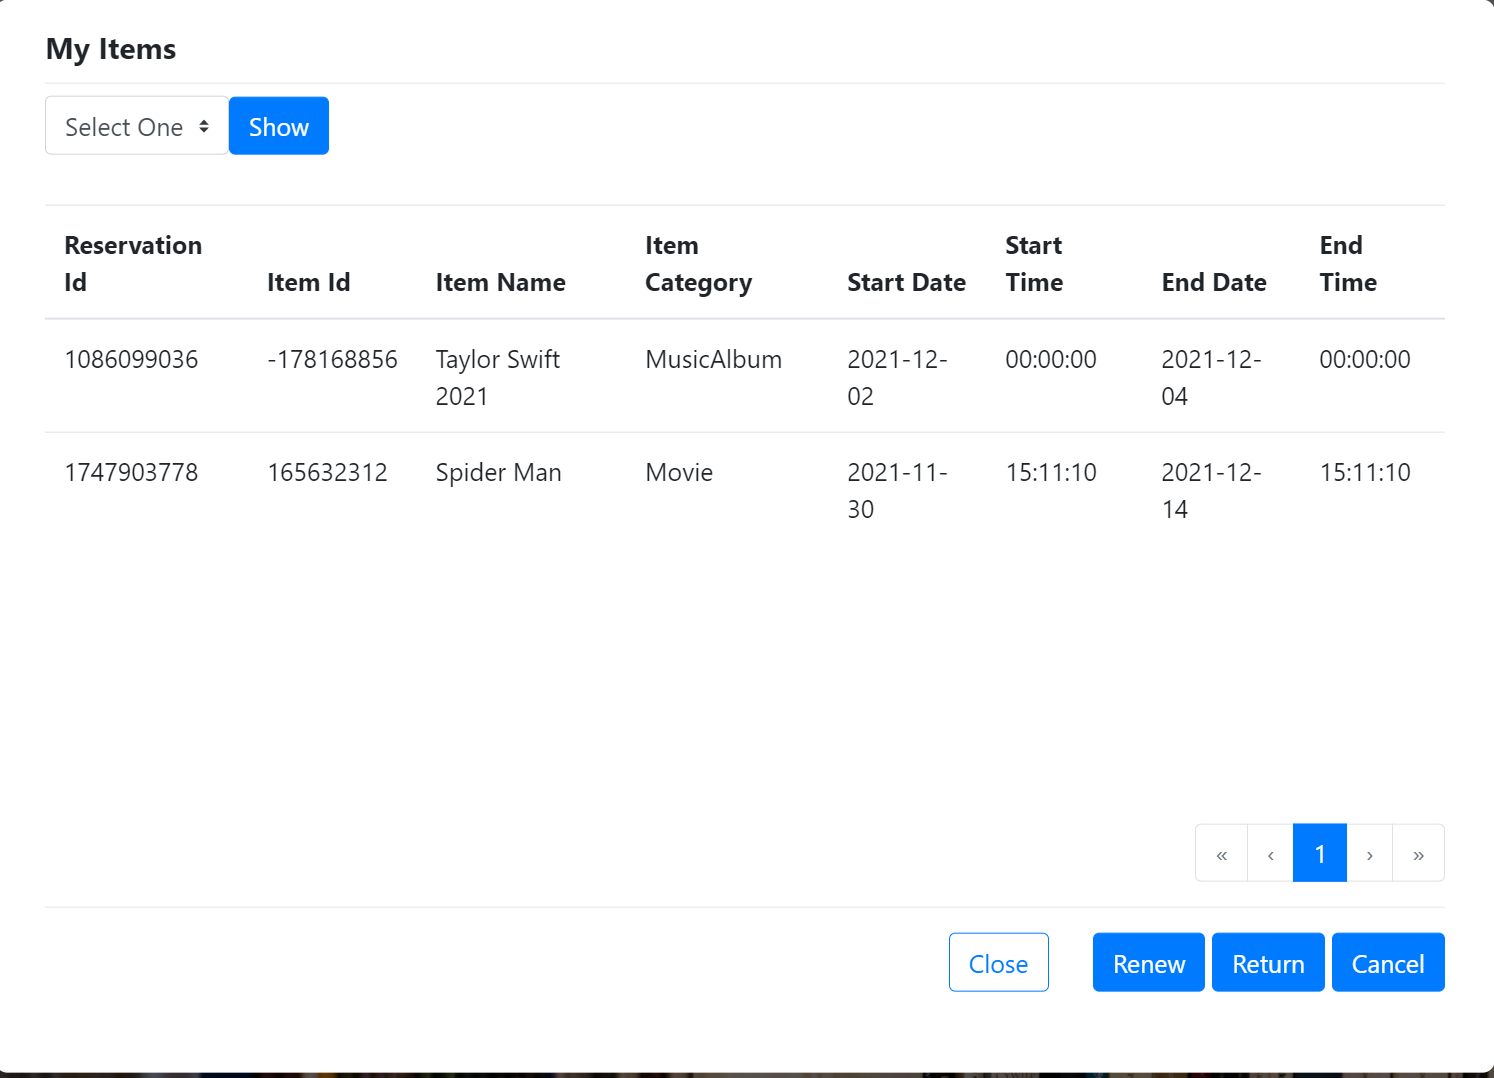 My Items
Select One Show
Reservation Id Item Id Item Name Item Category Start Date Start Time End Date End Time
1086099036 -178168856 Taylor Swift 2021 MusicAlbum 2021-12-02 00:00:00 2021-12-04 00:00:00
1747903778 165632312 Spider Man Movie 2021-11-30 15:11:10 2021-12-14 15:11:10
« ‹ 1 › »
Close Renew Return Cancel